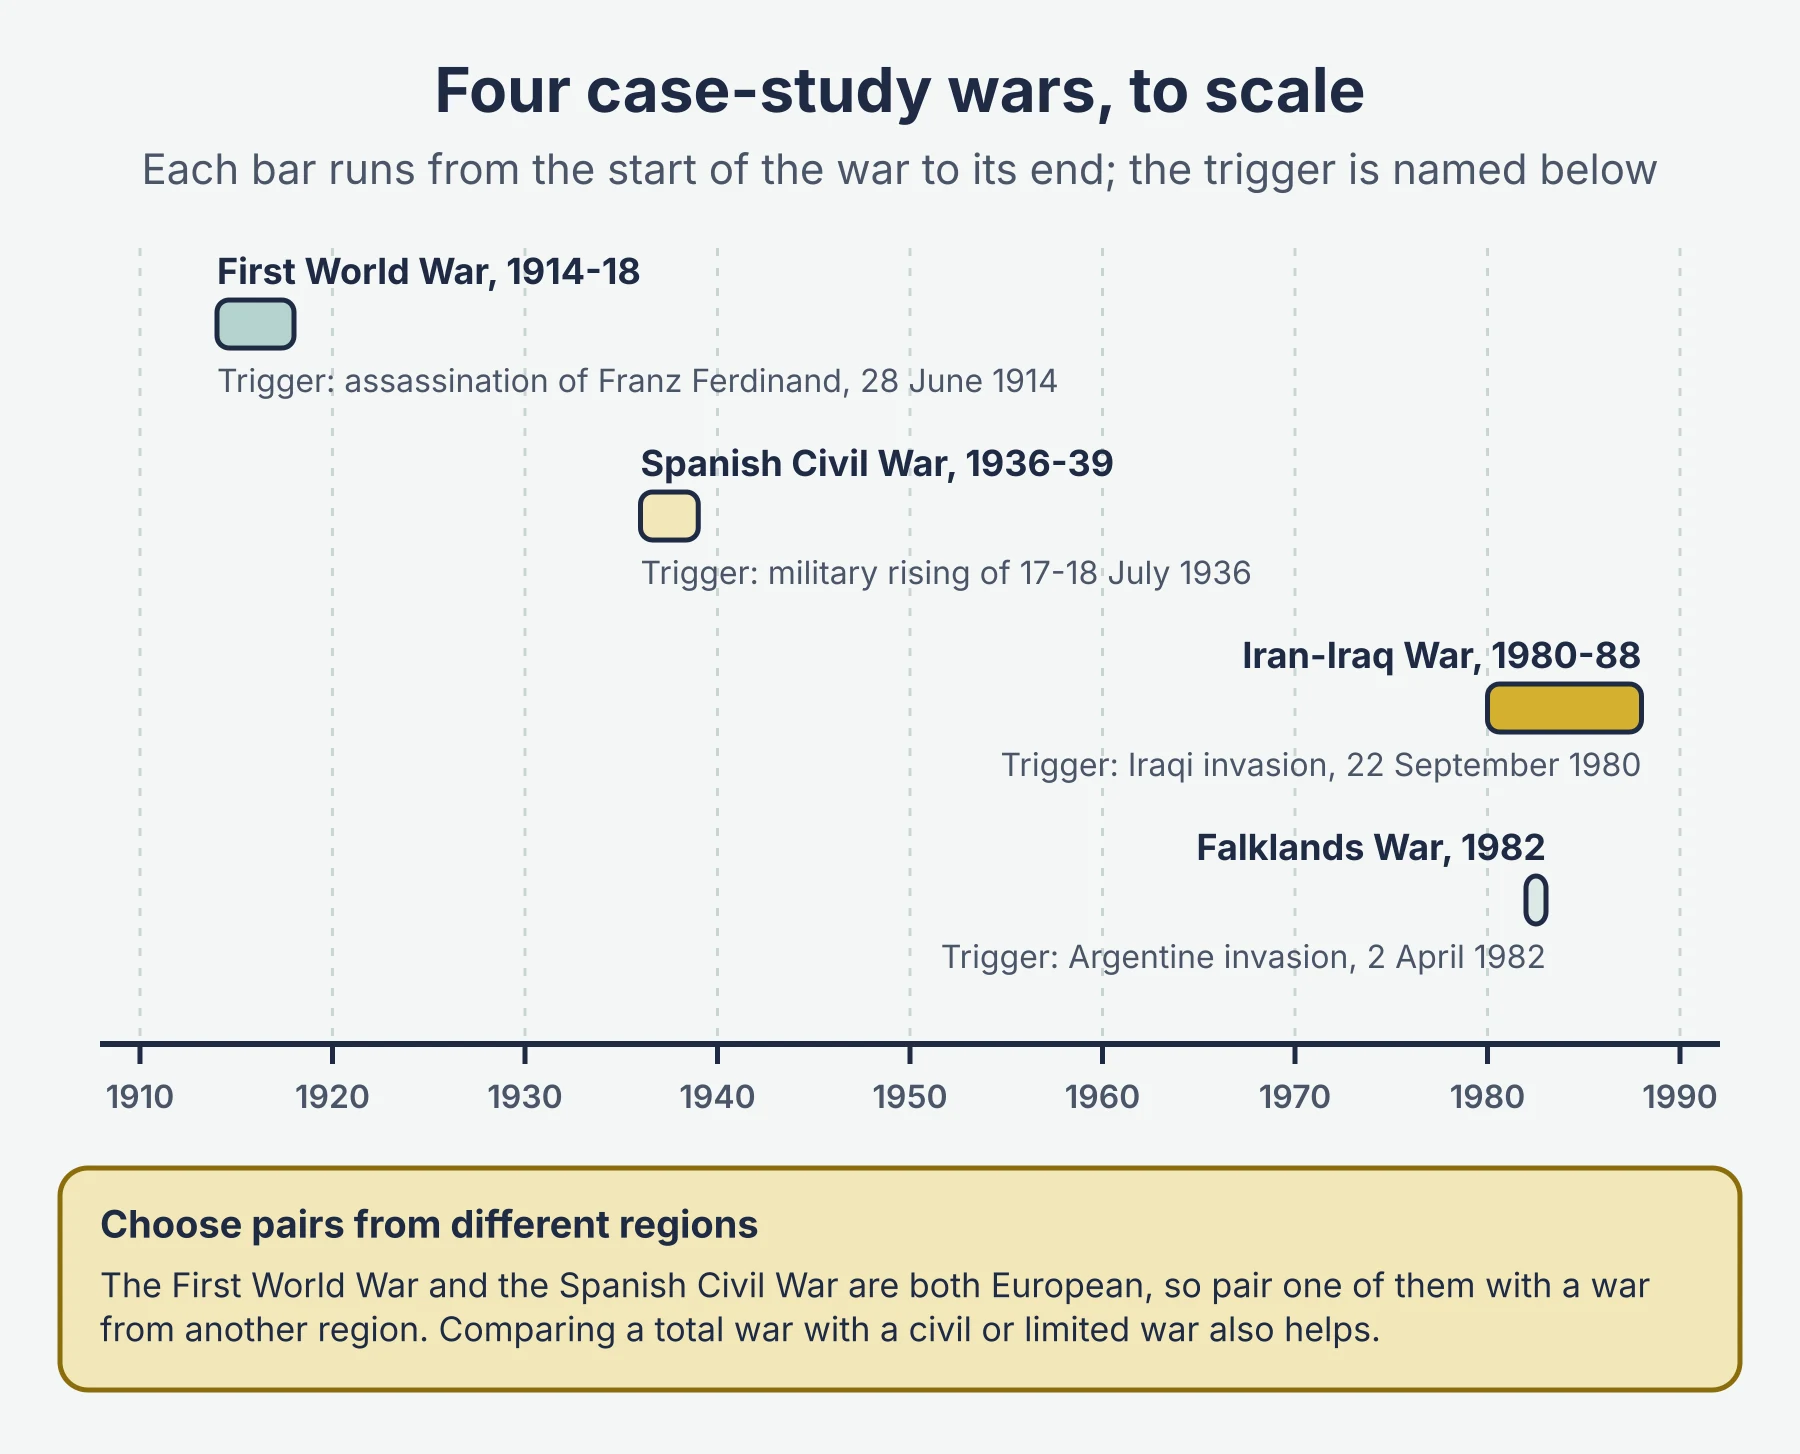 Four case-study wars, to scale
Each bar runs from the start of the war to its end; the trigger is named below
First World War, 1914-18
Trigger: assassination of Franz Ferdinand, 28 June 1914
Spanish Civil War, 1936-39
Trigger: military rising of 17-18 July 1936
Iran-Iraq War, 1980-88
Trigger: Iraqi invasion, 22 September 1980
Falklands War, 1982
Trigger: Argentine invasion, 2 April 1982
1910 1920 1930 1940 1950 1960 1970 1980 1990
Choose pairs from different regions
The First World War and the Spanish Civil War are both European, so pair one of them with a war
from another region. Comparing a total war with a civil or limited war also helps.